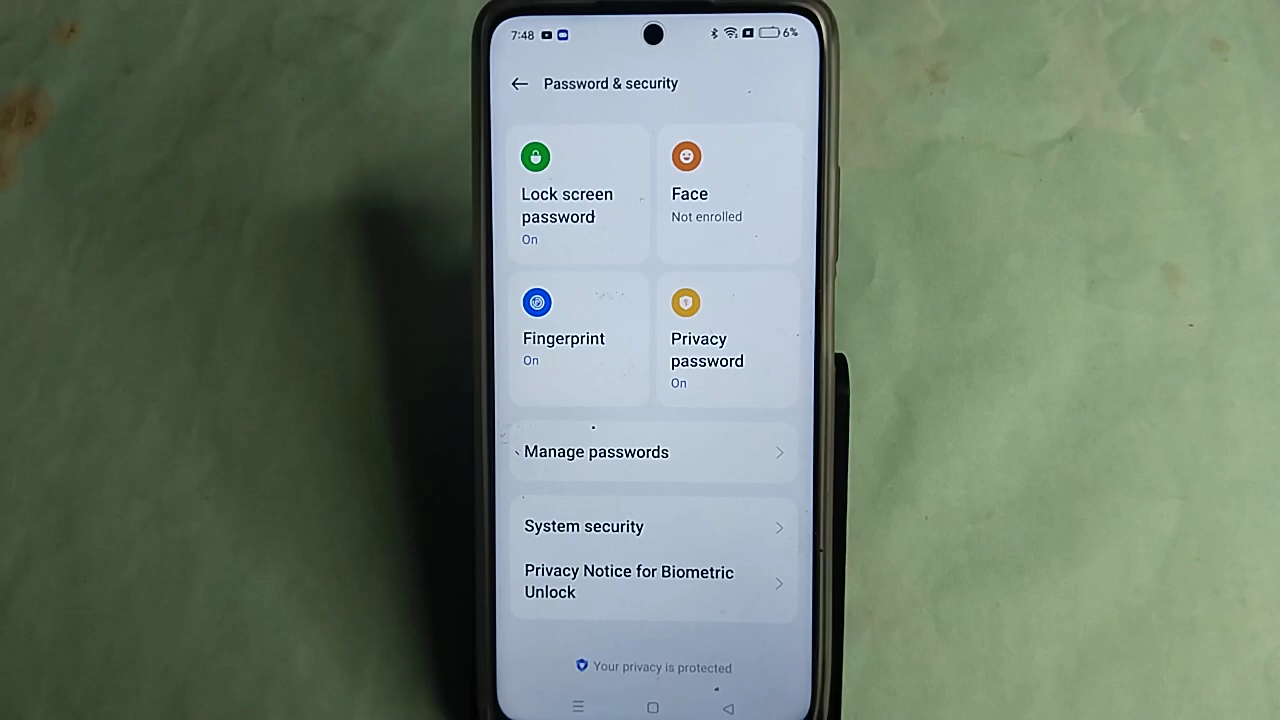 7:48 6%
Password & security
Lock screen
password
On
Face
Not enrolled
Fingerprint
On
Privacy
password
On
Manage passwords
System security
Privacy Notice for Biometric
Unlock
Your privacy is protected